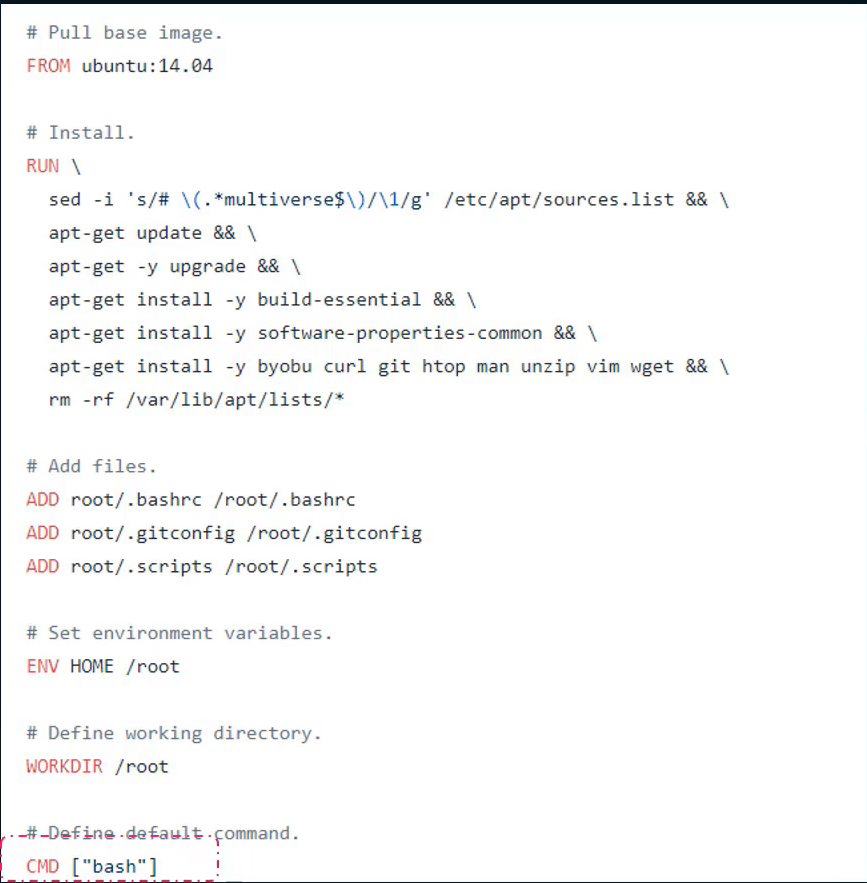 # Pull base image.
FROM ubuntu:14.04
# Install.
RUN \
sed -i 's/# \(.*multiverse$\)/\1/g' /etc/apt/sources.list && \
apt-get update && \
apt-get -y upgrade && \
apt-get install -y build-essential && \
apt-get install -y software-properties-common && \
apt-get install -y byobu curl git htop man unzip vim wget && \
rm -rf /var/lib/apt/lists/*
# Add files.
ADD root/.bashrc /root/.bashrc
ADD root/.gitconfig /root/.gitconfig
ADD root/.scripts /root/.scripts
# Set environment variables.
ENV HOME /root
# Define working directory.
WORKDIR /root
# Define default command.
CMD ["bash"]